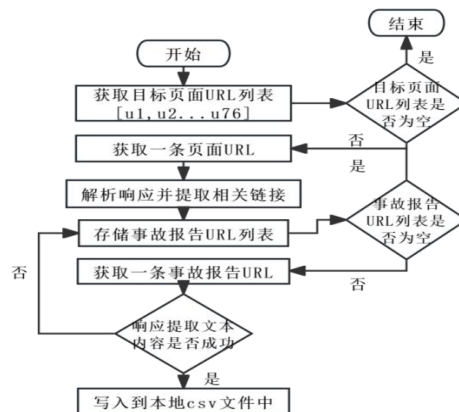 结束
开始
是
获取目标页面URL列表
[u1,u2...u76]
目标页面
URL列表是
否为空
否
获取一条页面URL
是
解析响应并提取相关链接
事故报告
URL列表是
否为空
存储事故报告URL列表
否
获取一条事故报告URL
否
响应提取文本
内容是否成功
是
写入到本地csv文件中